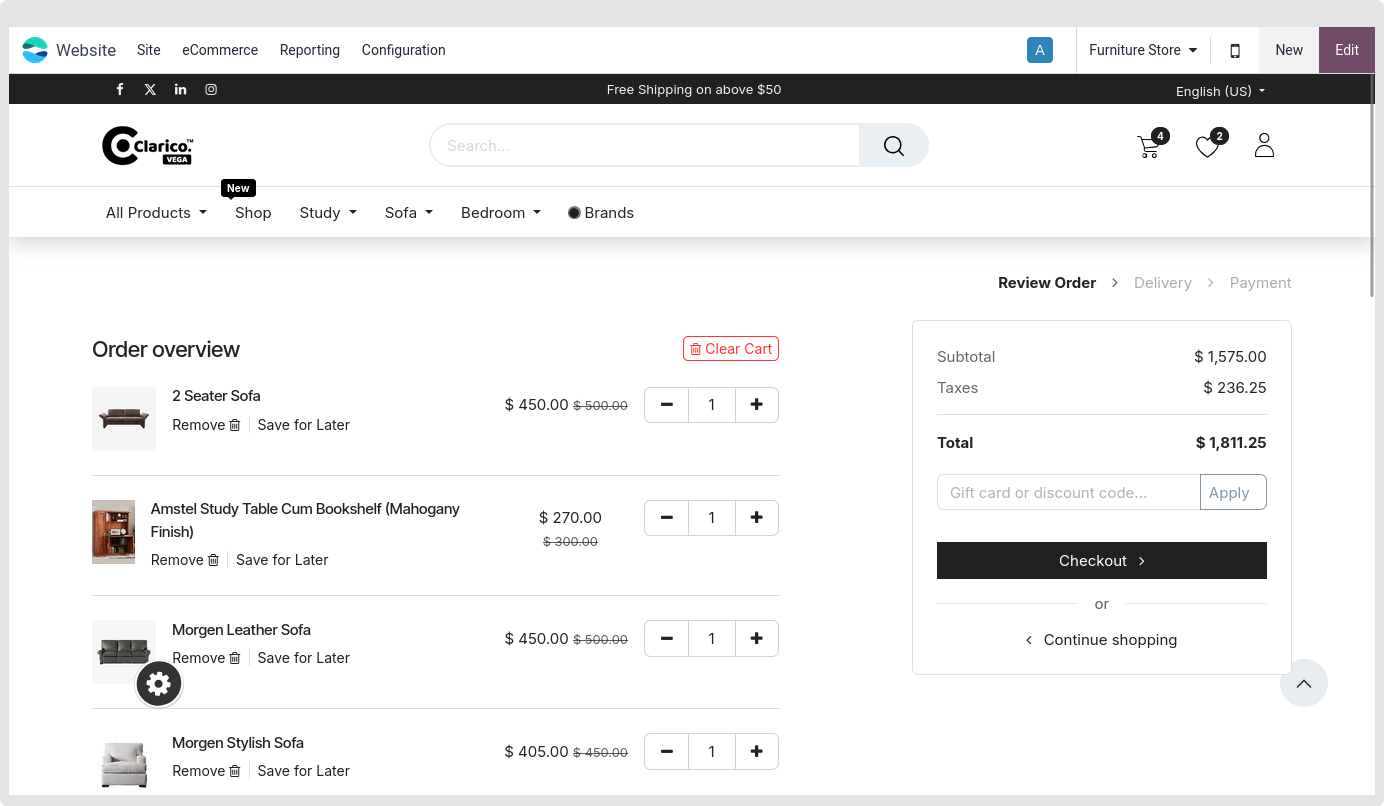 Website Site eCommerce Reporting Configuration A Furniture Store New Edit
Free Shipping on above $50 English (US)
Clarico.™
VEGA
Search...
4
2
New
All Products Shop Study Sofa Bedroom Brands
Review Order > Delivery > Payment
Order overview
Clear Cart
2 Seater Sofa
Remove Save for Later
$ 450.00 $ 500.00
1
Amstel Study Table Cum Bookshelf (Mahogany
Finish)
Remove Save for Later
$ 270.00
$ 300.00
1
Morgen Leather Sofa
Remove Save for Later
$ 450.00 $ 500.00
1
Morgen Stylish Sofa
Remove Save for Later
$ 405.00 $ 450.00
1
Subtotal $ 1,575.00
Taxes $ 236.25
Total $ 1,811.25
Gift card or discount code... Apply
Checkout
or
Continue shopping